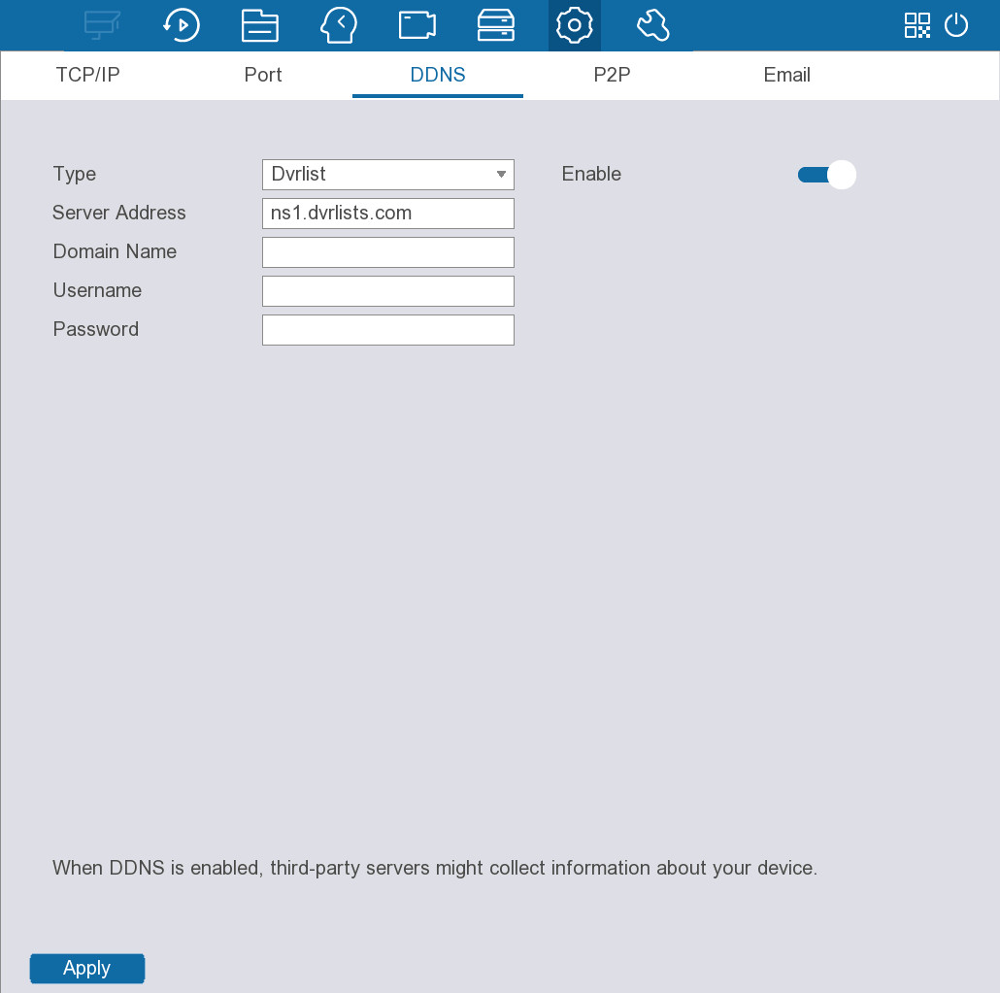 TCP/IP Port DDNS P2P Email
Type Dvrlist Enable
Server Address ns1.dvrlists.com
Domain Name
Username
Password
When DDNS is enabled, third-party servers might collect information about your device.
Apply